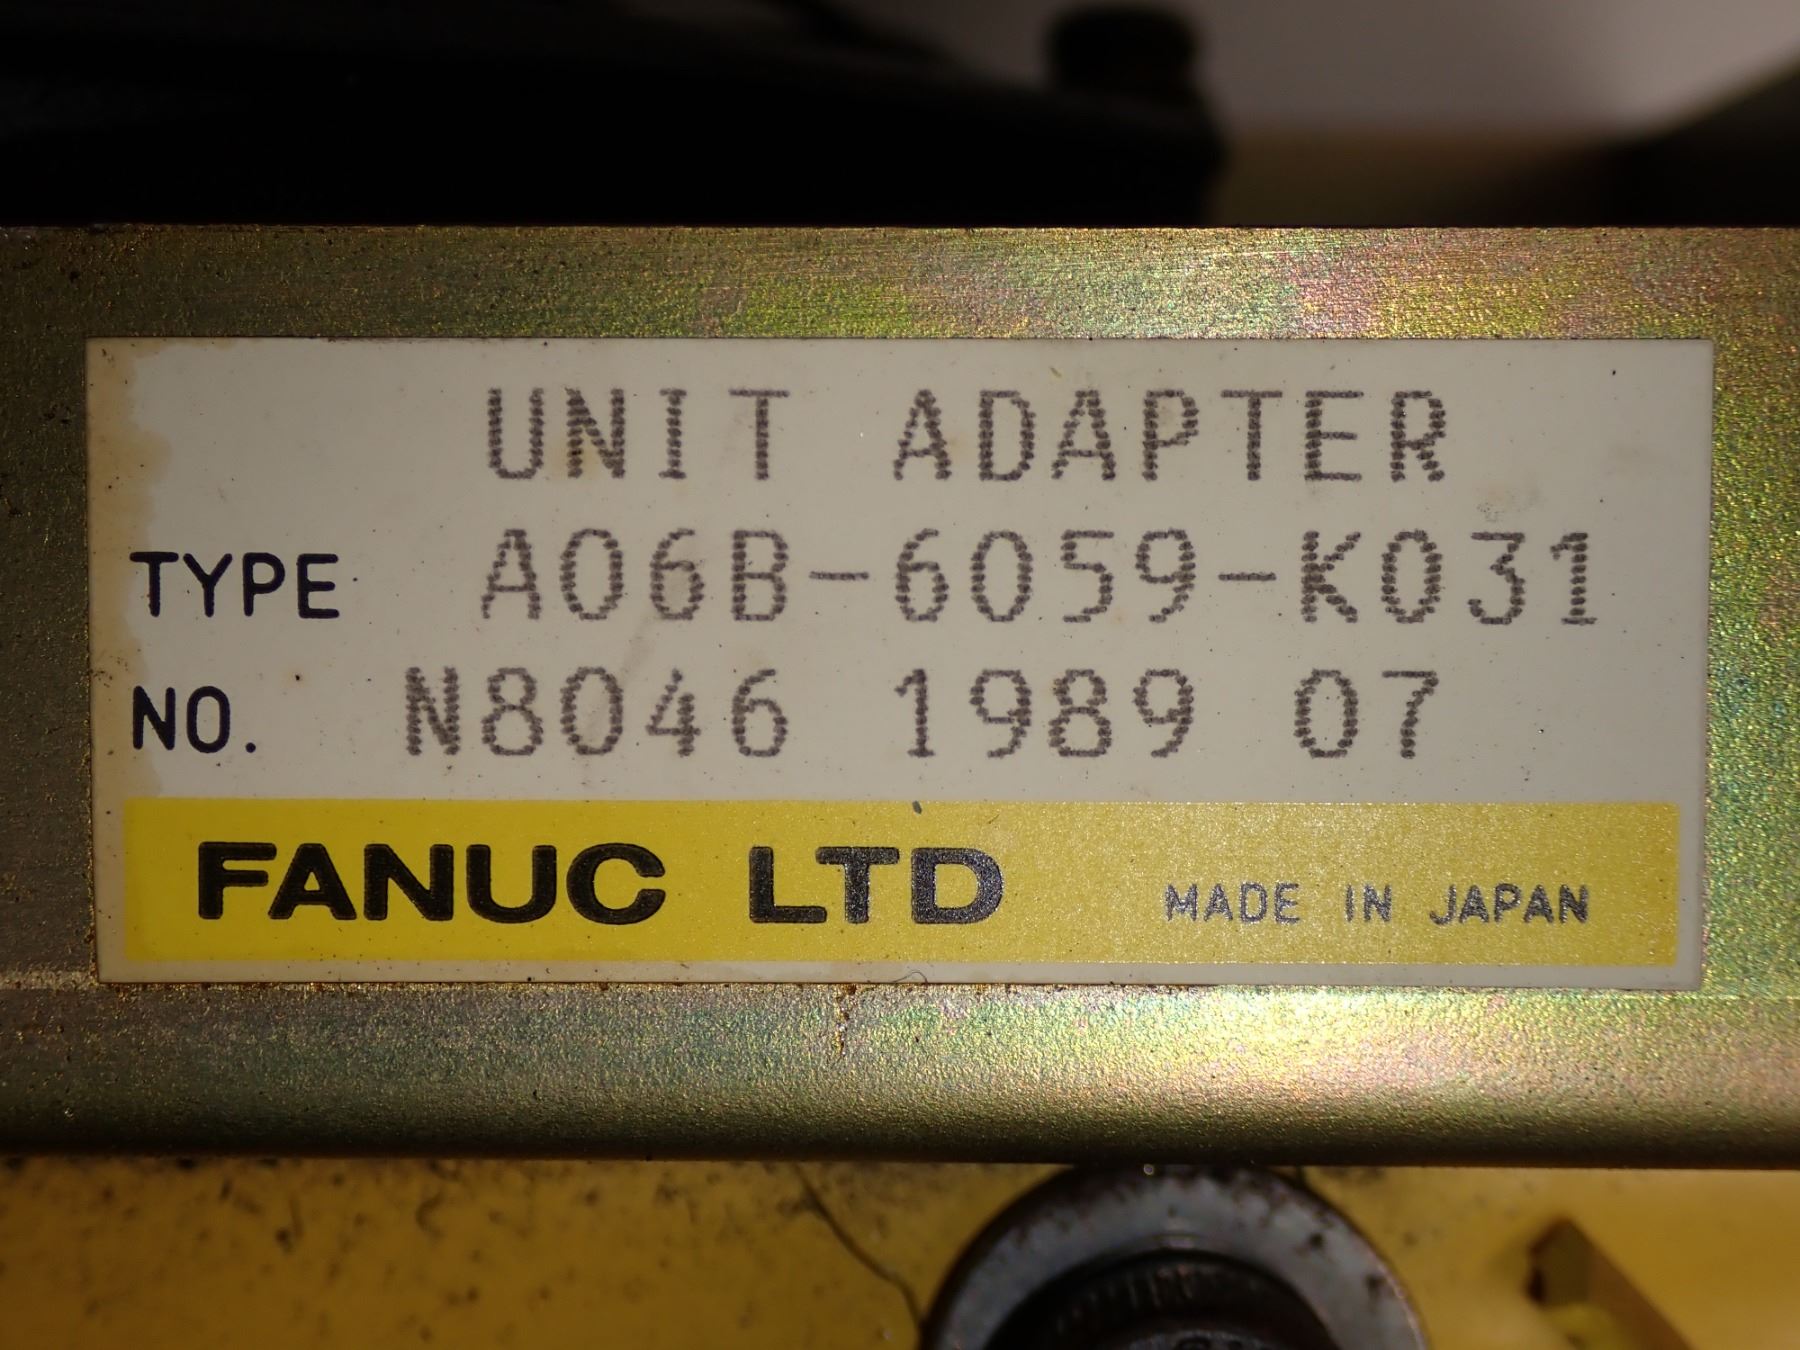 UNIT ADAPTER
TYPE A06B-6059-K031
NO. N8046 1989 07
FANUC LTD MADE IN JAPAN